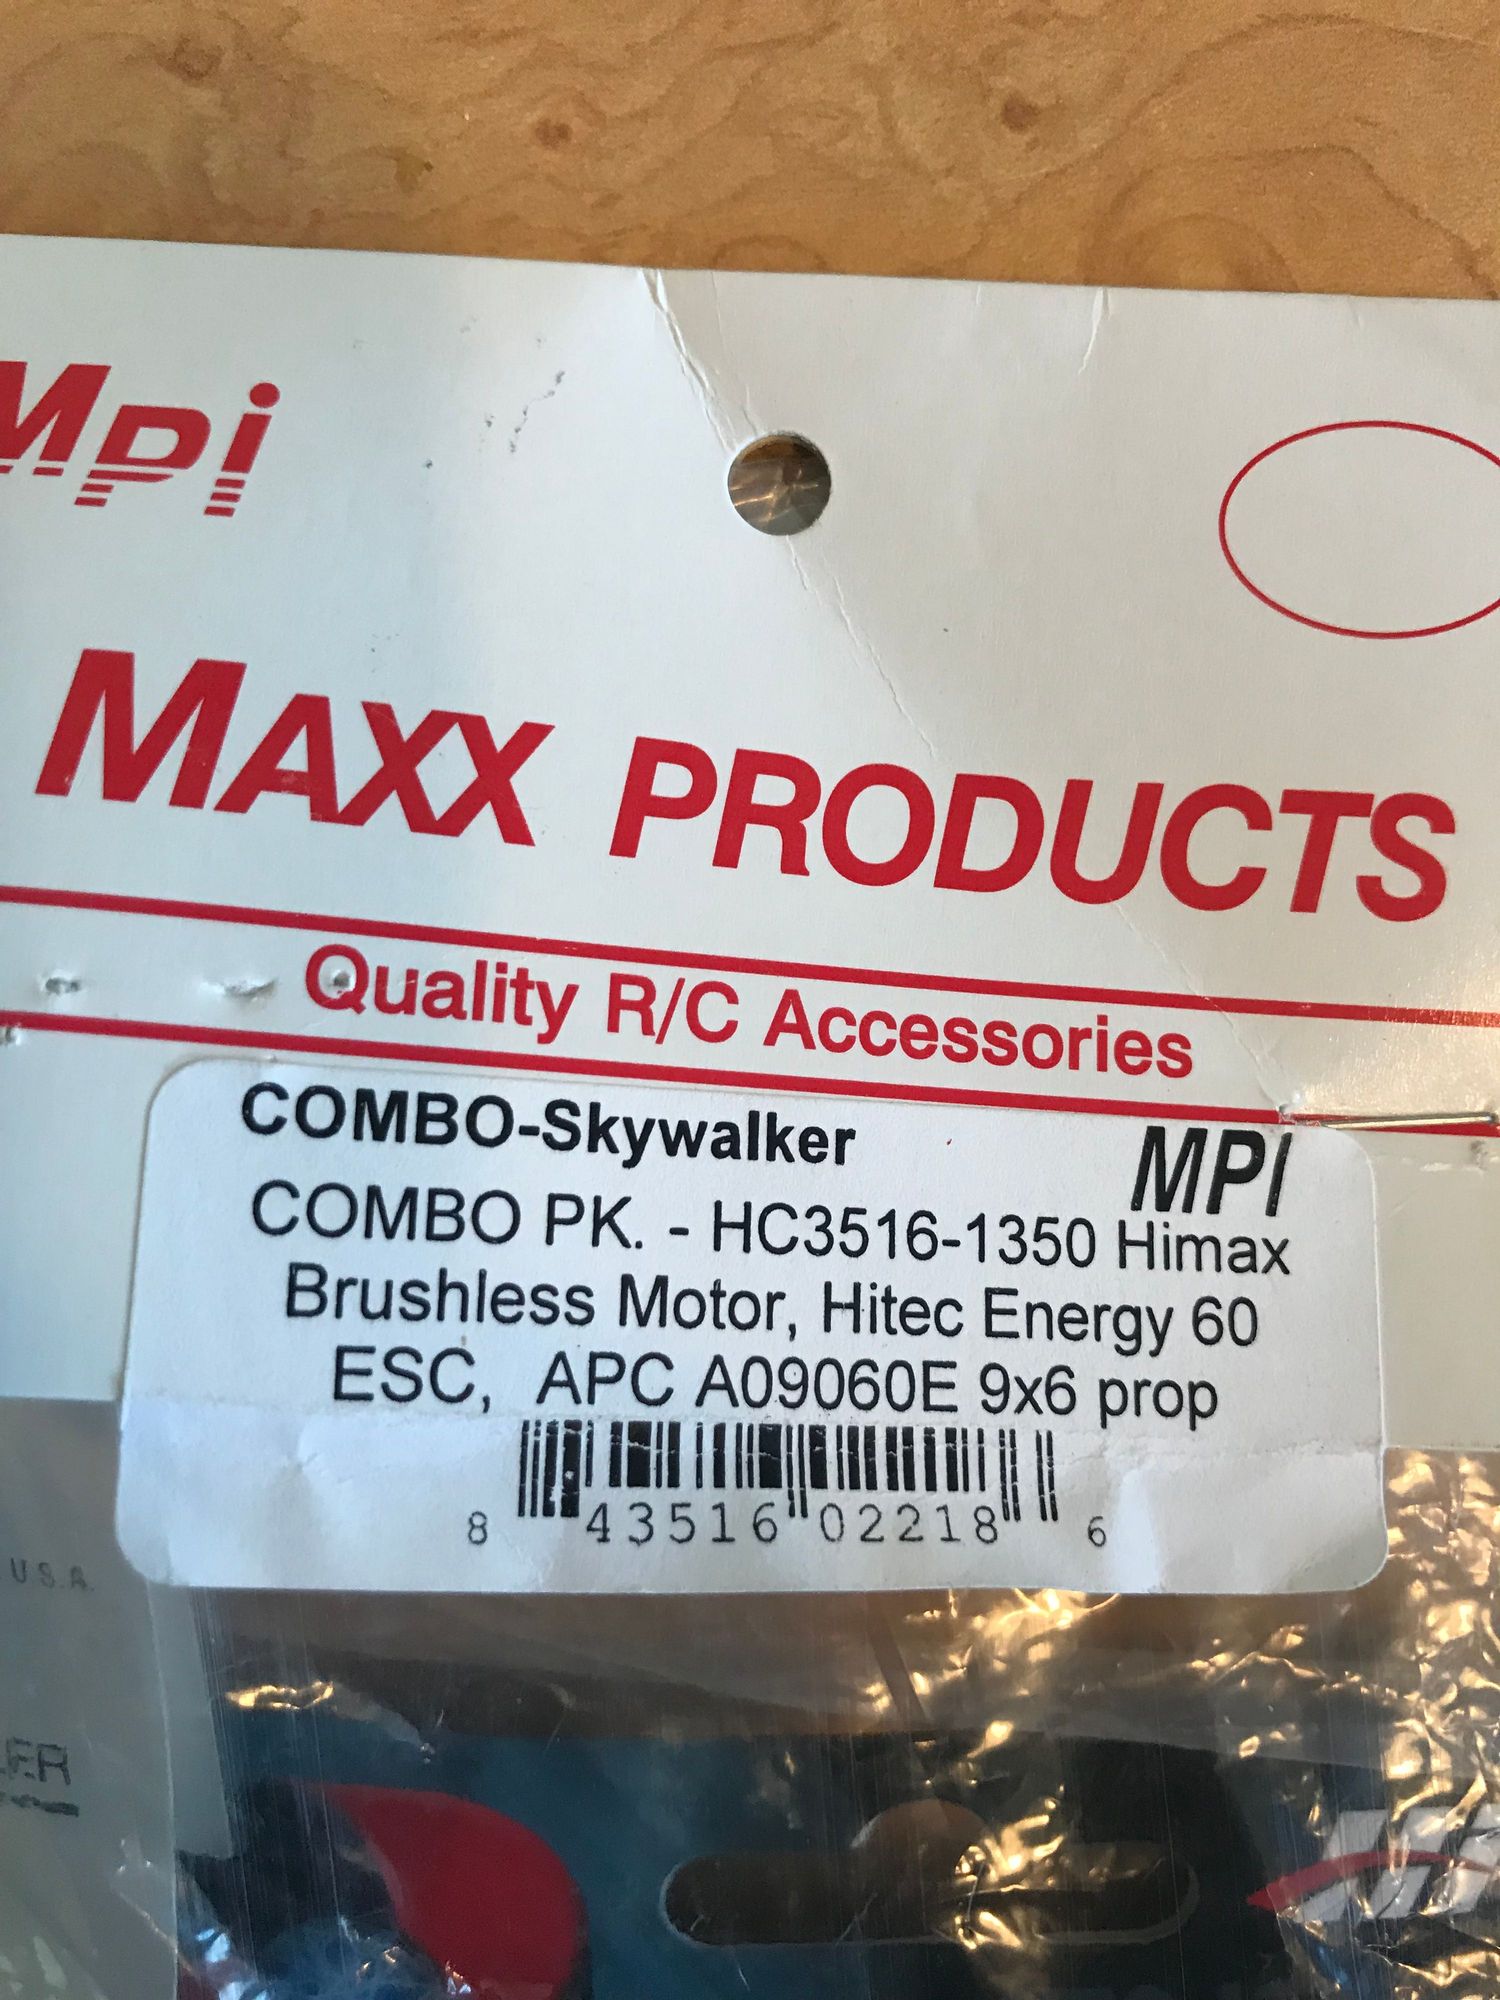 MPi
MAXX PRODUCTS
Quality R/C Accessories
COMBO-Skywalker
MPI
COMBO PK. - HC3516-1350 Himax
Brushless Motor, Hitec Energy 60
ESC, APC A09060E 9x6 prop
8 43516 02218 6
U.S.A.